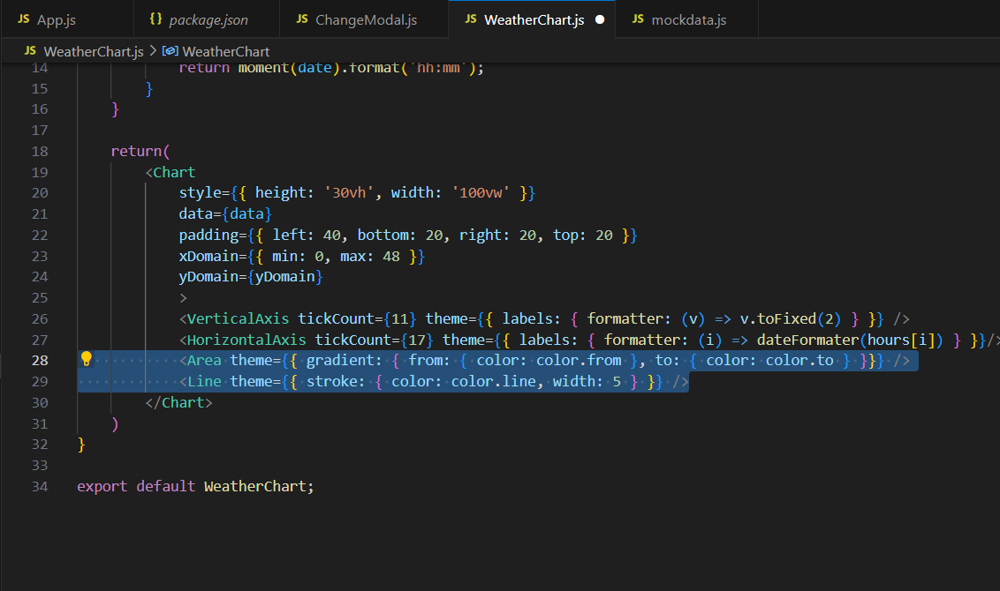 JS App.js {} package.json JS ChangeModal.js JS WeatherChart.js ● JS mockdata.js
JS WeatherChart.js > WeatherChart
14 return moment(date).format('hh:mm');
15 }
16 }
17
18 return(
19 <Chart
20 style={{ height: '30vh', width: '100vw' }}
21 data={data}
22 padding={{ left: 40, bottom: 20, right: 20, top: 20 }}
23 xDomain={{ min: 0, max: 48 }}
24 yDomain={yDomain}
25 >
26 <VerticalAxis tickCount={11} theme={{ labels: { formatter: (v) => v.toFixed(2) } }} />
27 <HorizontalAxis tickCount={17} theme={{ labels: { formatter: (i) => dateFormater(hours[i]) } }}/>
28 <Area theme={{ gradient: { from: { color: color.from }, to: { color: color.to } }}} />
29 <Line theme={{ stroke: { color: color.line, width: 5 } }} />
30 </Chart>
31 )
32 }
33
34 export default WeatherChart;